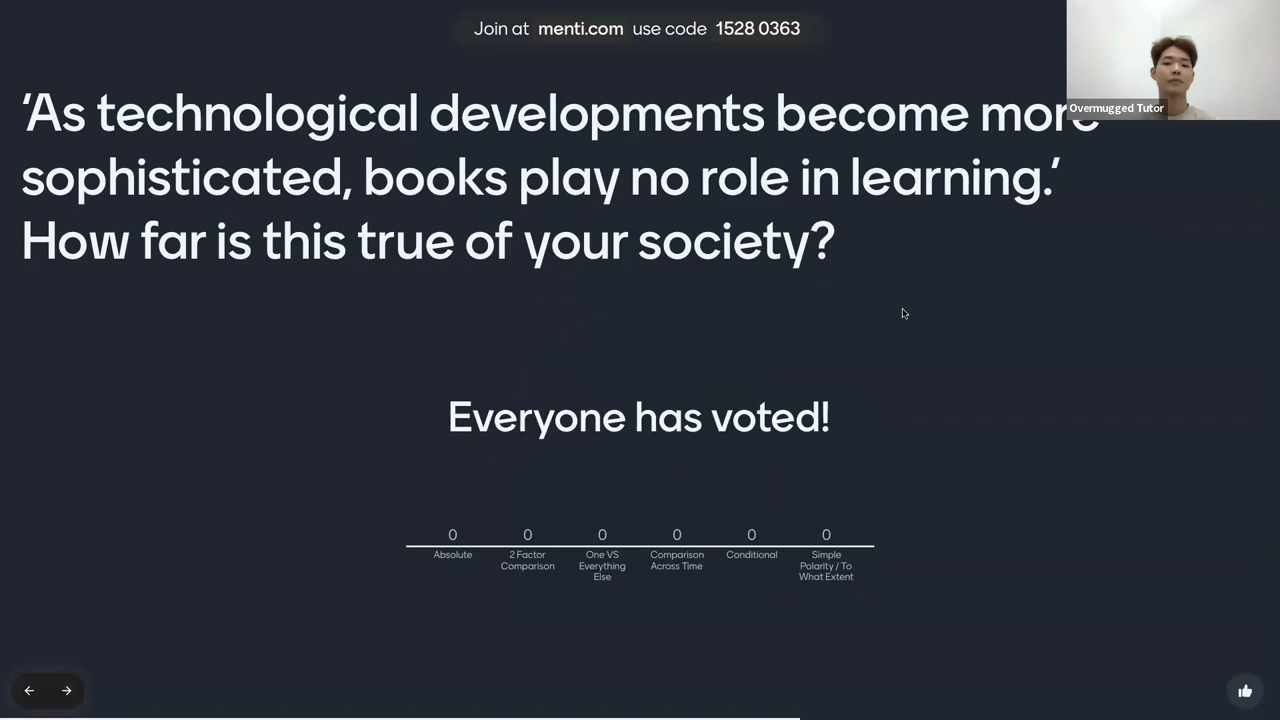 Join at menti.com use code 1528 0363
Overmugged Tutor
‘As technological developments become more
sophisticated, books play no role in learning.’
How far is this true of your society?
Everyone has voted!
0 0 0 0 0 0
Absolute
2 Factor
Comparison
One VS
Everything
Else
Comparison
Across Time
Conditional
Simple
Polarity / To
What Extent